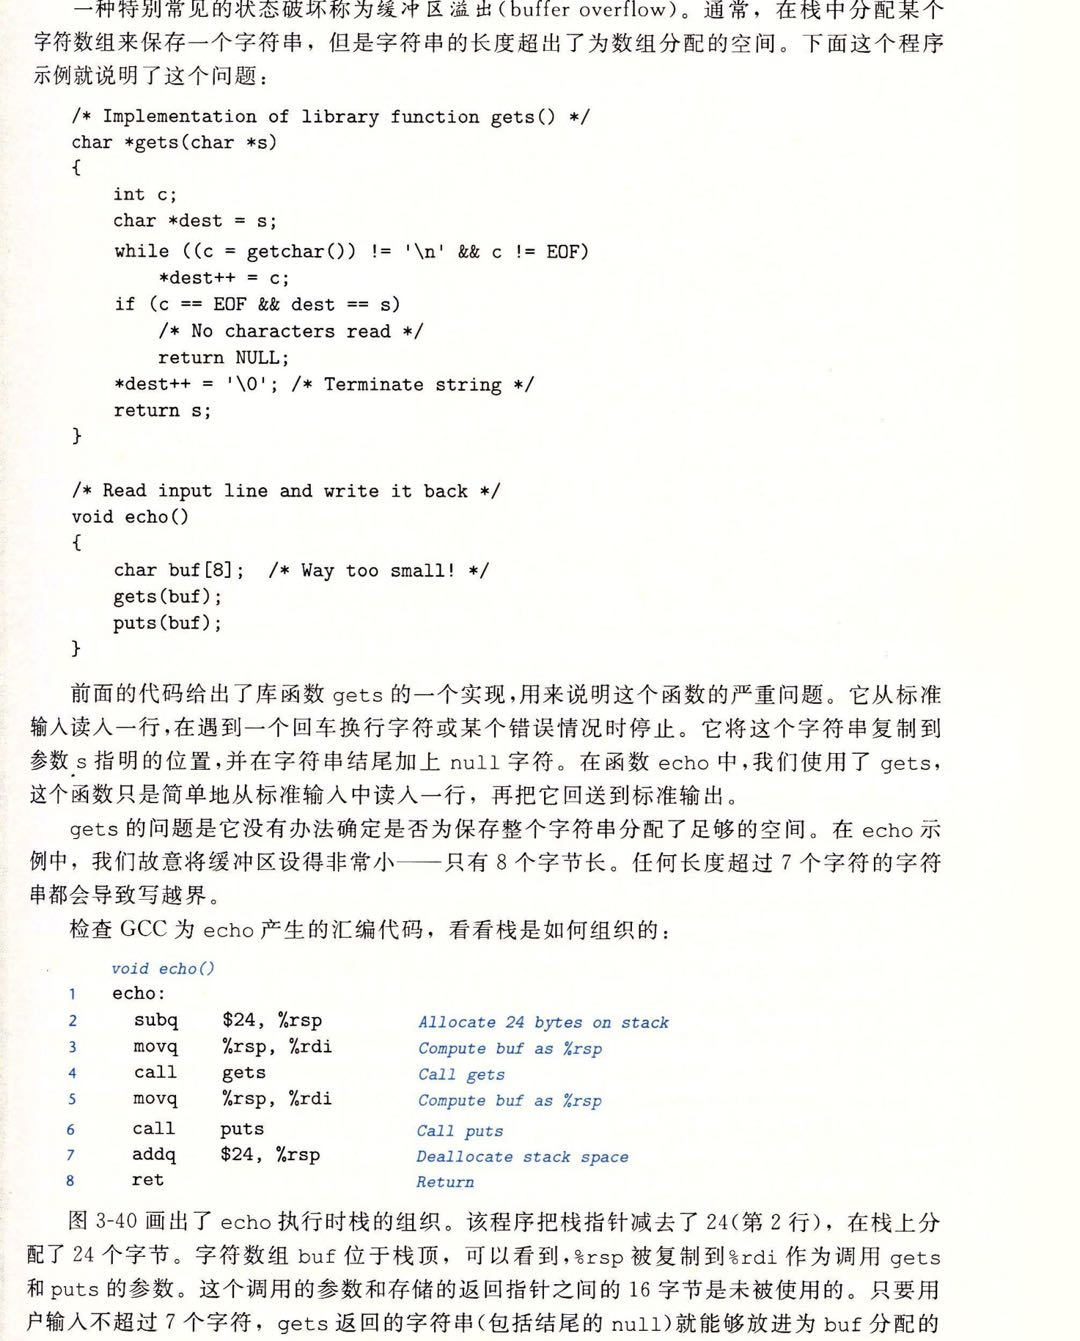 一种特别常见的状态破坏称为缓冲区溢出(buffer overflow)。通常，在栈中分配某个
字符数组来保存一个字符串，但是字符串的长度超出了为数组分配的空间。下面这个程序
示例就说明了这个问题：
/* Implementation of library function gets() */
char *gets(char *s)
{
    int c;
    char *dest = s;
    while ((c = getchar()) != '\n' && c != EOF)
        *dest++ = c;
    if (c == EOF && dest == s)
        /* No characters read */
        return NULL;
    *dest++ = '\0'; /* Terminate string */
    return s;
}
/* Read input line and write it back */
void echo()
{
    char buf[8];  /* Way too small! */
    gets(buf);
    puts(buf);
}
前面的代码给出了库函数 gets 的一个实现,用来说明这个函数的严重问题。它从标准
输入读入一行,在遇到一个回车换行字符或某个错误情况时停止。它将这个字符串复制到
参数 s 指明的位置,并在字符串结尾加上 null 字符。在函数 echo 中,我们使用了 gets,
这个函数只是简单地从标准输入中读入一行，再把它回送到标准输出。
gets 的问题是它没有办法确定是否为保存整个字符串分配了足够的空间。在 echo 示
例中，我们故意将缓冲区设得非常小——只有 8 个字节长。任何长度超过 7 个字符的字符
串都会导致写越界。
检查 GCC 为 echo 产生的汇编代码，看看栈是如何组织的：
void echo()
1 echo:
2 subq $24, %rsp Allocate 24 bytes on stack
3 movq %rsp, %rdi Compute buf as %rsp
4 call gets Call gets
5 movq %rsp, %rdi Compute buf as %rsp
6 call puts Call puts
7 addq $24, %rsp Deallocate stack space
8 ret Return
图 3-40 画出了 echo 执行时栈的组织。该程序把栈指针减去了 24(第 2 行)，在栈上分
配了 24 个字节。字符数组 buf 位于栈顶，可以看到,%rsp 被复制到%rdi 作为调用 gets
和 puts 的参数。这个调用的参数和存储的返回指针之间的 16 字节是未被使用的。只要用
户输入不超过 7 个字符，gets 返回的字符串(包括结尾的 null)就能够放进为 buf 分配的